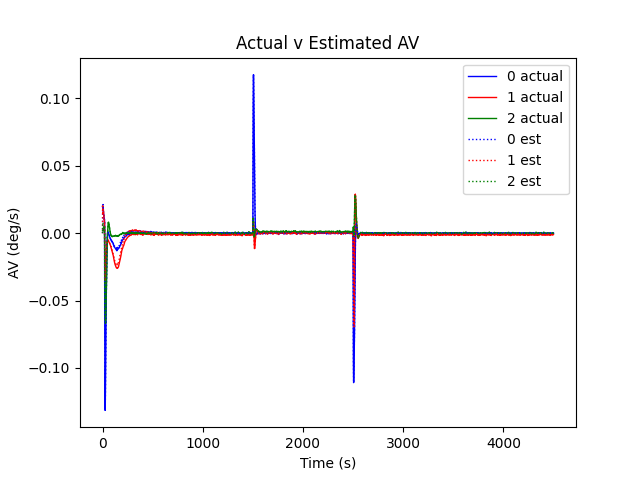 Actual v Estimated AV
AV (deg/s)
0.10
0.05
0.00
−0.05
−0.10
0 actual
1 actual
2 actual
0 est
1 est
2 est
0
1000
2000
3000
4000
Time (s)